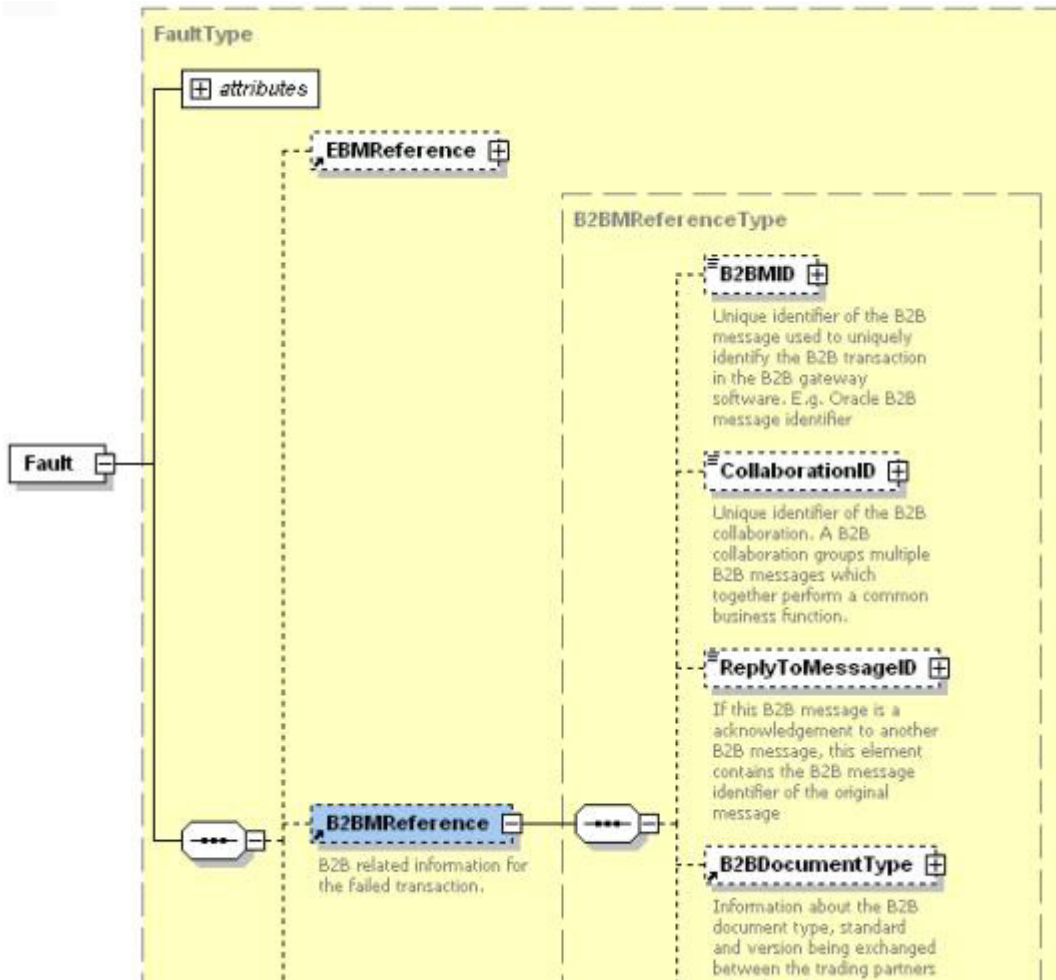 FaultType
attributes
EBMReference
B2BMReferenceType
B2BMID
Unique identifier of the B2B
message used to uniquely
identify the B2B transaction
in the B2B gateway
software. E.g. Oracle B2B
message identifier
Fault
CollaborationID
Unique identifier of the B2B
collaboration. A B2B
collaboration groups multiple
B2B messages which
together perform a common
business function.
ReplyToMessageID
If this B2B message is a
acknowledgement to another
B2B message, this element
contains the B2B message
identifier of the original
message
B2BMReference
B2B related information for
the failed transaction.
B2BDocumentType
Information about the B2B
document type, standard
and version being exchanged
between the trading partners